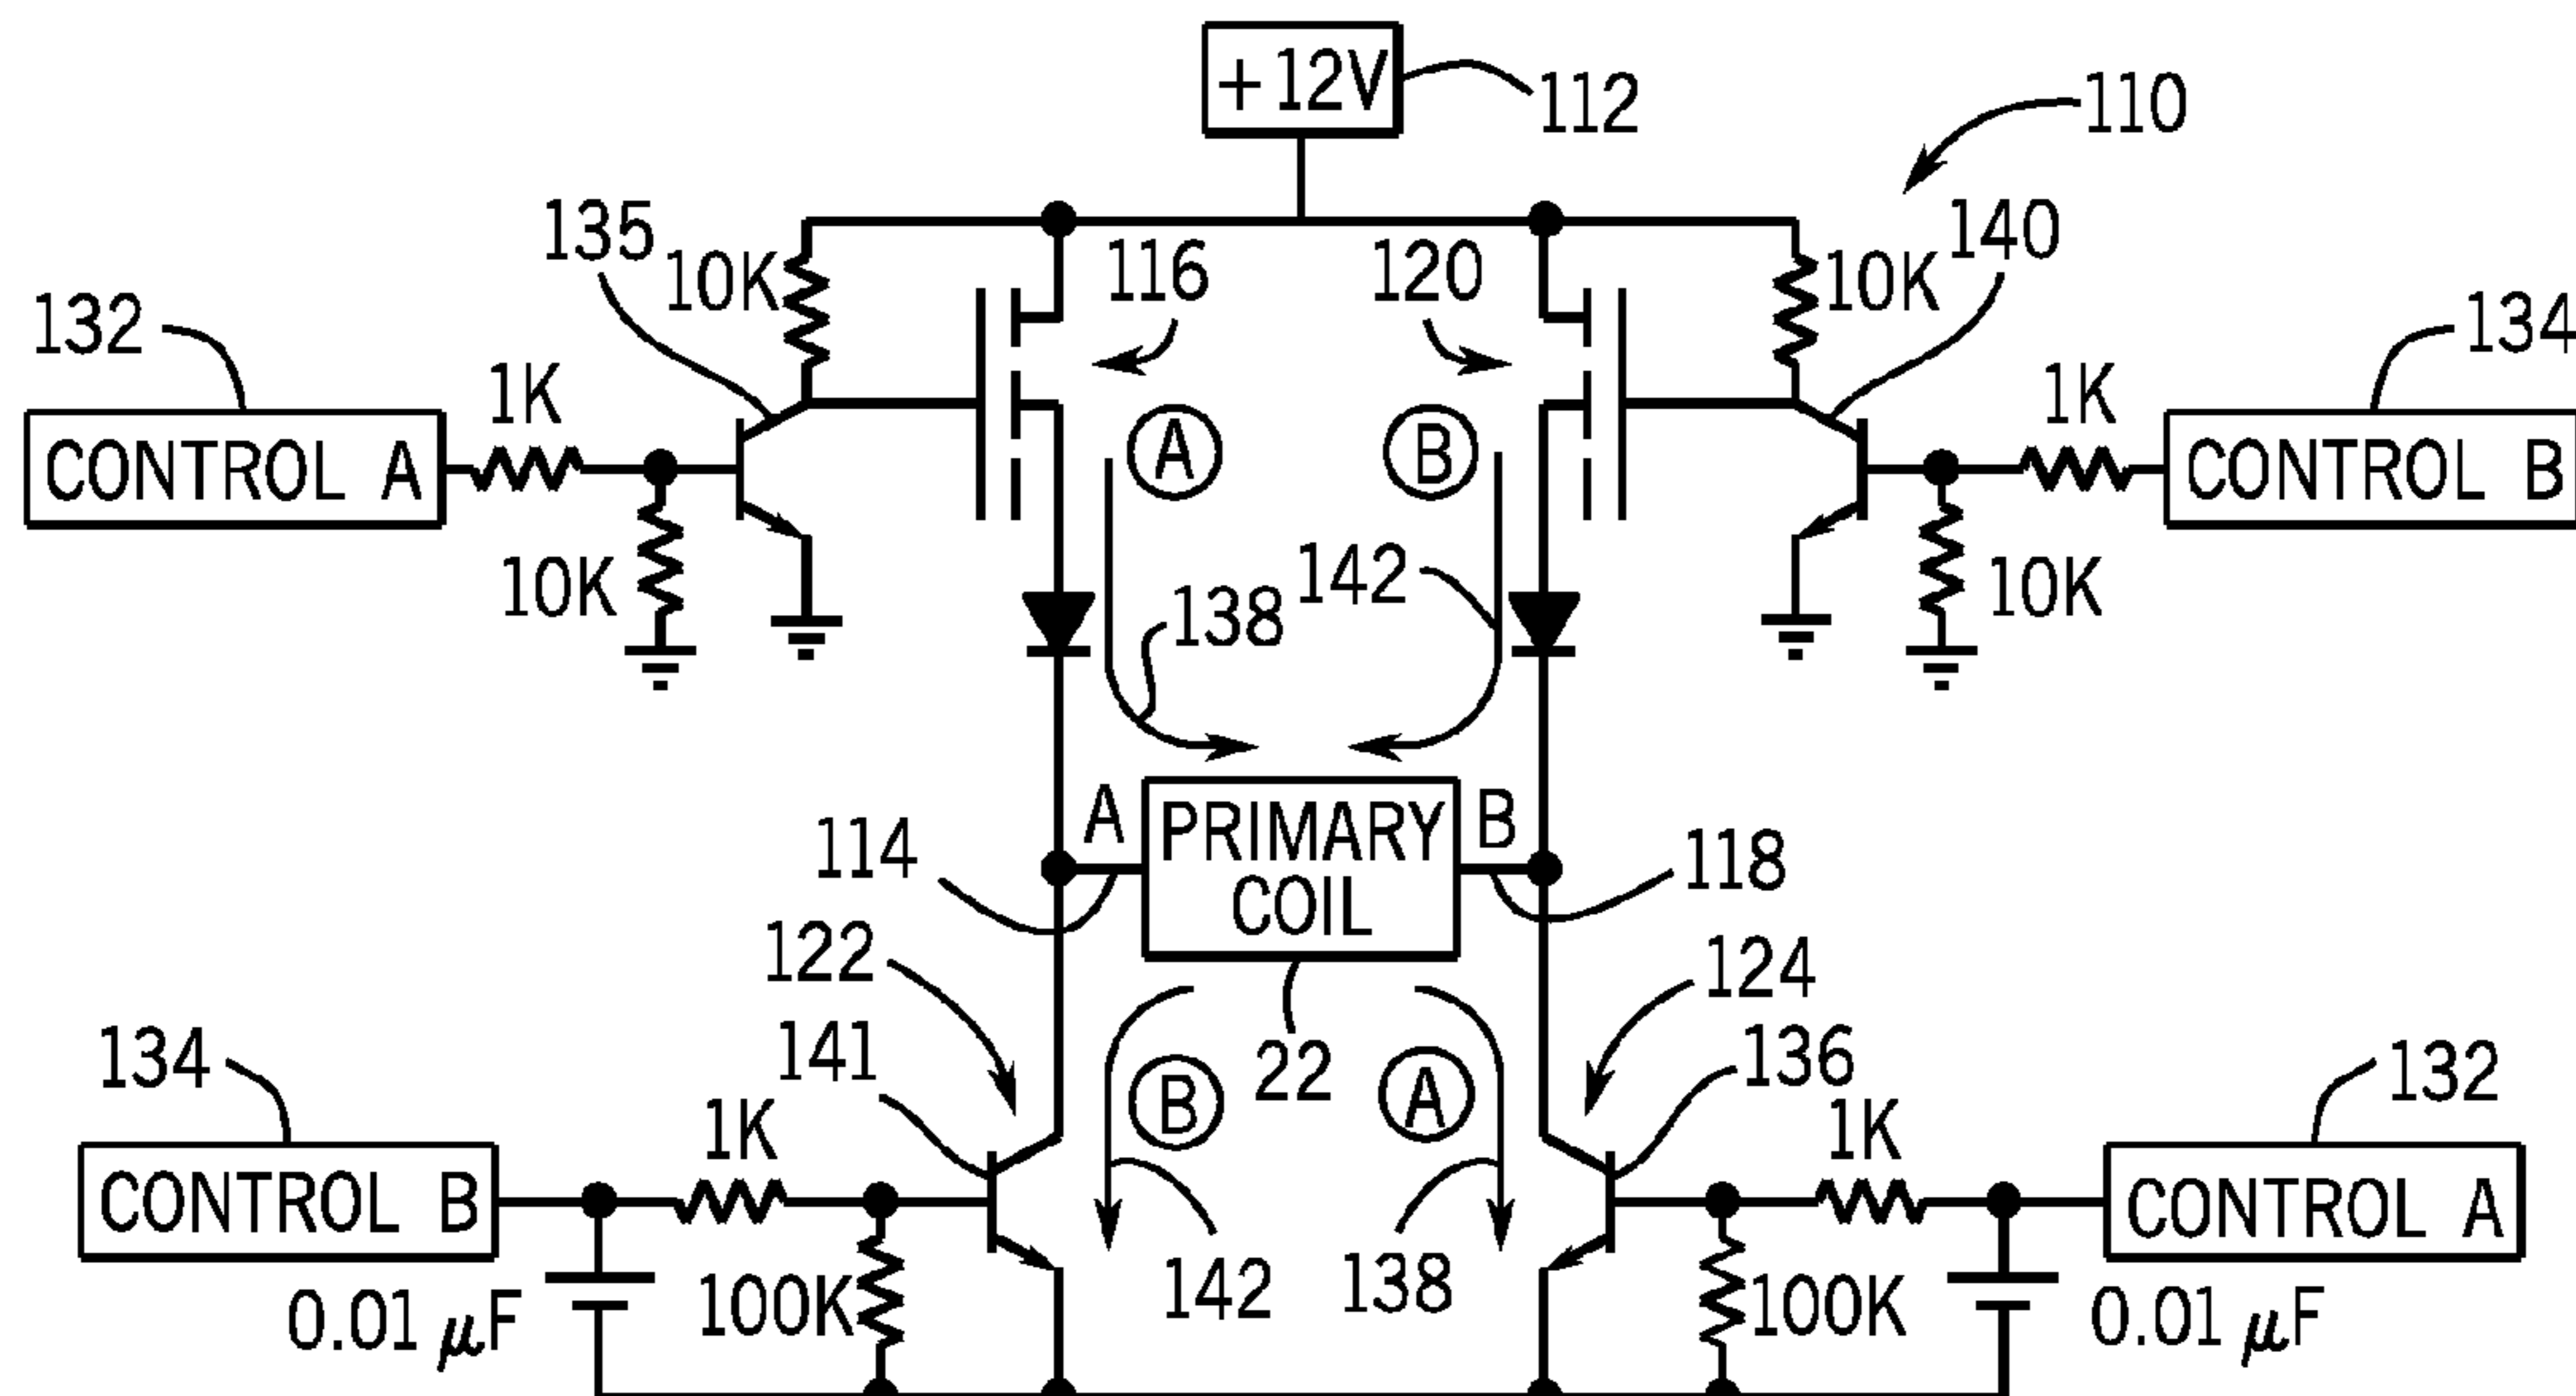 +12V
112
110
135
10K
116
120
10K
140
132
1K
A
B
1K
134
CONTROL A
CONTROL B
10K
138
142
10K
114
A
PRIMARY
COIL
B
118
122
124
134
141
B
22
A
136
132
1K
1K
CONTROL B
CONTROL A
0.01 μF
100K
142
138
100K
0.01 μF